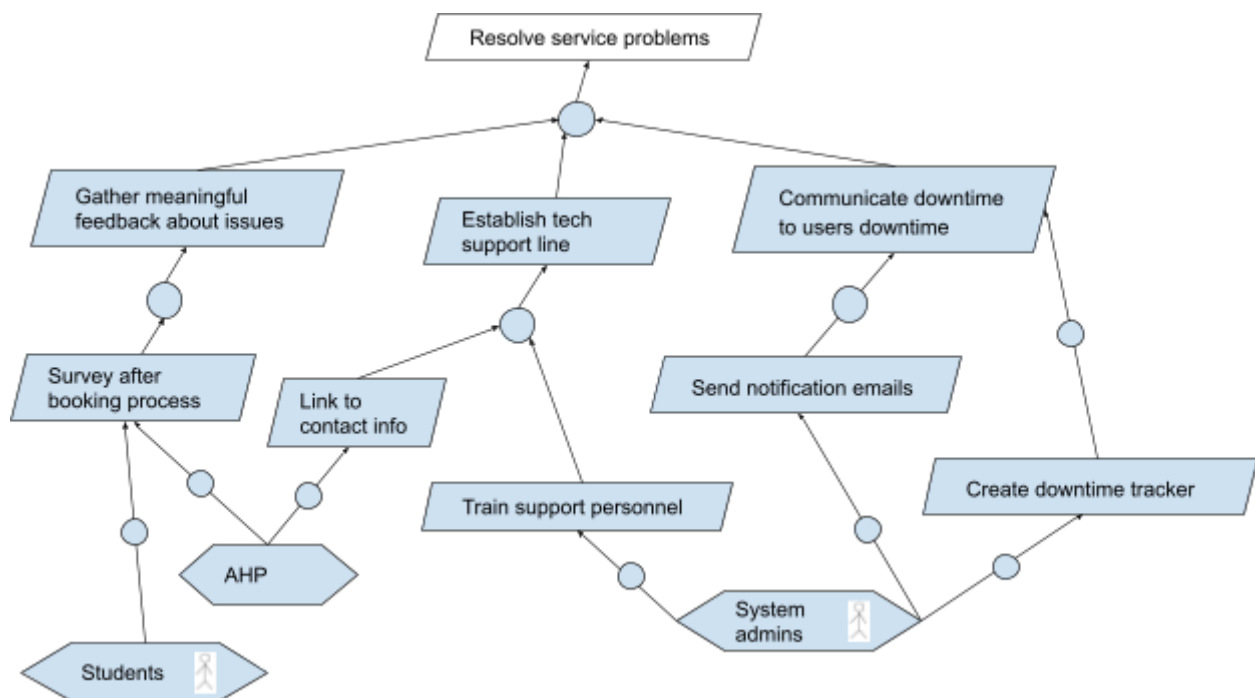 Resolve service problems
Gather meaningful
feedback about issues
Establish tech
support line
Communicate downtime
to users downtime
Survey after
booking process
Link to
contact info
Send notification emails
Train support personnel
Create downtime tracker
AHP
System
admins
Students